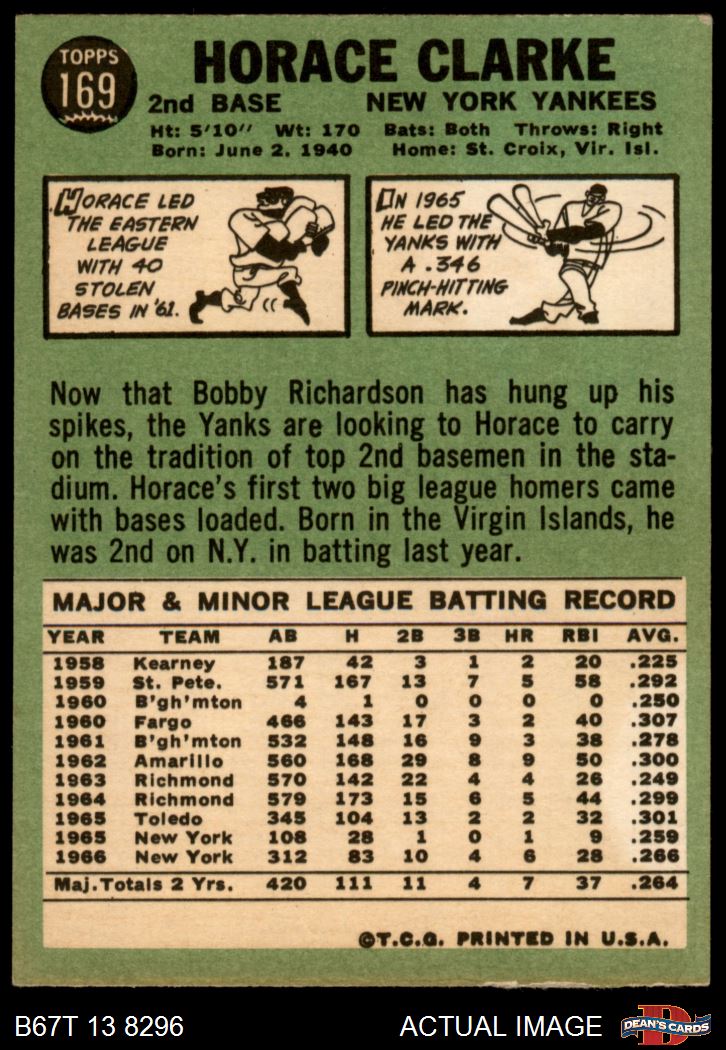 TOPPS
169
HORACE CLARKE
2nd BASE NEW YORK YANKEES
Ht: 5'10" Wt: 170 Bats: Both Throws: Right
Born: June 2, 1940 Home: St. Croix, Vir. Isl.
HORACE LED
THE EASTERN
LEAGUE
WITH 40
STOLEN
BASES IN '61.
IN 1965
HE LED THE
YANKS WITH
A .346
PINCH-HITTING
MARK.
Now that Bobby Richardson has hung up his
spikes, the Yanks are looking to Horace to carry
on the tradition of top 2nd basemen in the sta-
dium. Horace's first two big league homers came
with bases loaded. Born in the Virgin Islands, he
was 2nd on N.Y. in batting last year.
MAJOR & MINOR LEAGUE BATTING RECORD
YEAR TEAM AB H 2B 3B HR RBI AVG.
1958 Kearney 187 42 3 1 2 20 .225
1959 St. Pete. 571 167 13 7 5 58 .292
1960 B'gh'mton 4 1 0 0 0 0 .250
1960 Fargo 466 143 17 3 2 40 .307
1961 B'gh'mton 532 148 16 9 3 38 .278
1962 Amarillo 560 168 29 8 9 50 .300
1963 Richmond 570 142 22 4 4 26 .249
1964 Richmond 579 173 15 6 5 44 .299
1965 Toledo 345 104 13 2 2 32 .301
1965 New York 108 28 1 0 1 9 .259
1966 New York 312 83 10 4 6 28 .266
Maj. Totals 2 Yrs. 420 111 11 4 7 37 .264
©T.C.G. PRINTED IN U.S.A.
B67T 13 8296 ACTUAL IMAGE
D
DEAN'S CARDS